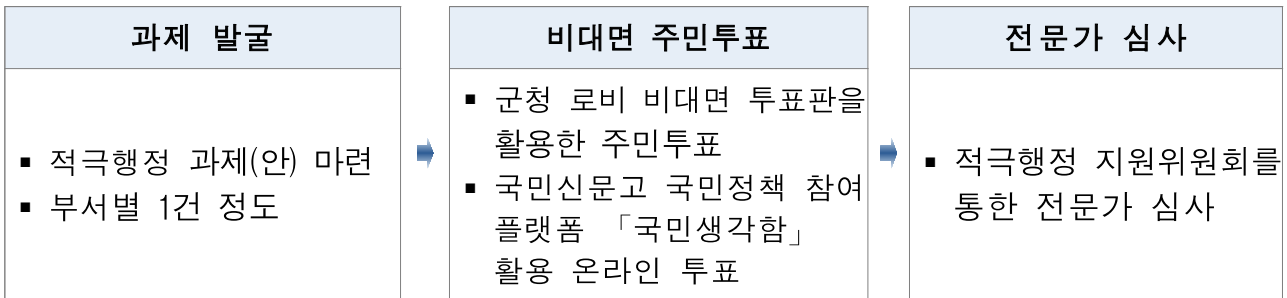 과제 발굴
▪ 적극행정 과제(안) 마련
▪ 부서별 1건 정도
비대면 주민투표
▪ 군청 로비 비대면 투표판을
활용한 주민투표
▪ 국민신문고 국민정책 참여
플랫폼 「국민생각함」
활용 온라인 투표
전문가 심사
▪ 적극행정 지원위원회를
통한 전문가 심사